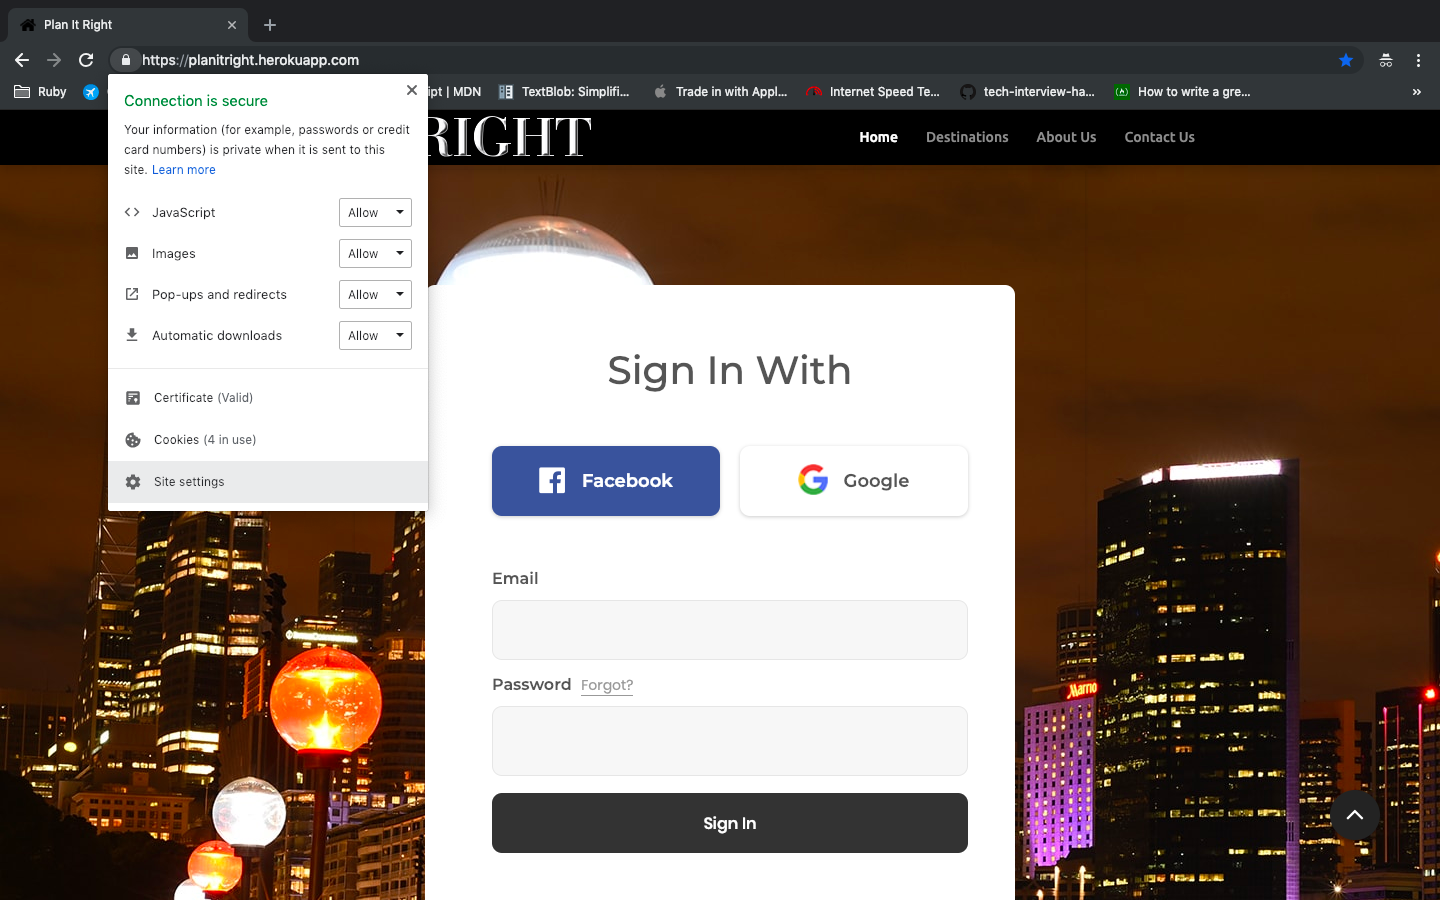 Plan It Right
https://planitright.herokuapp.com
Ruby
ipt | MDN
TextBlob: Simplifi...
Trade in with Appl...
Internet Speed Te...
tech-interview-ha...
How to write a gre...
»
Connection is secure
Your information (for example, passwords or credit
card numbers) is private when it is sent to this
site. Learn more
JavaScript Allow
Images Allow
Pop-ups and redirects Allow
Automatic downloads Allow
Certificate (Valid)
Cookies (4 in use)
Site settings
RIGHT
Home Destinations About Us Contact Us
Sign In With
Facebook Google
Email
Password Forgot?
Sign In